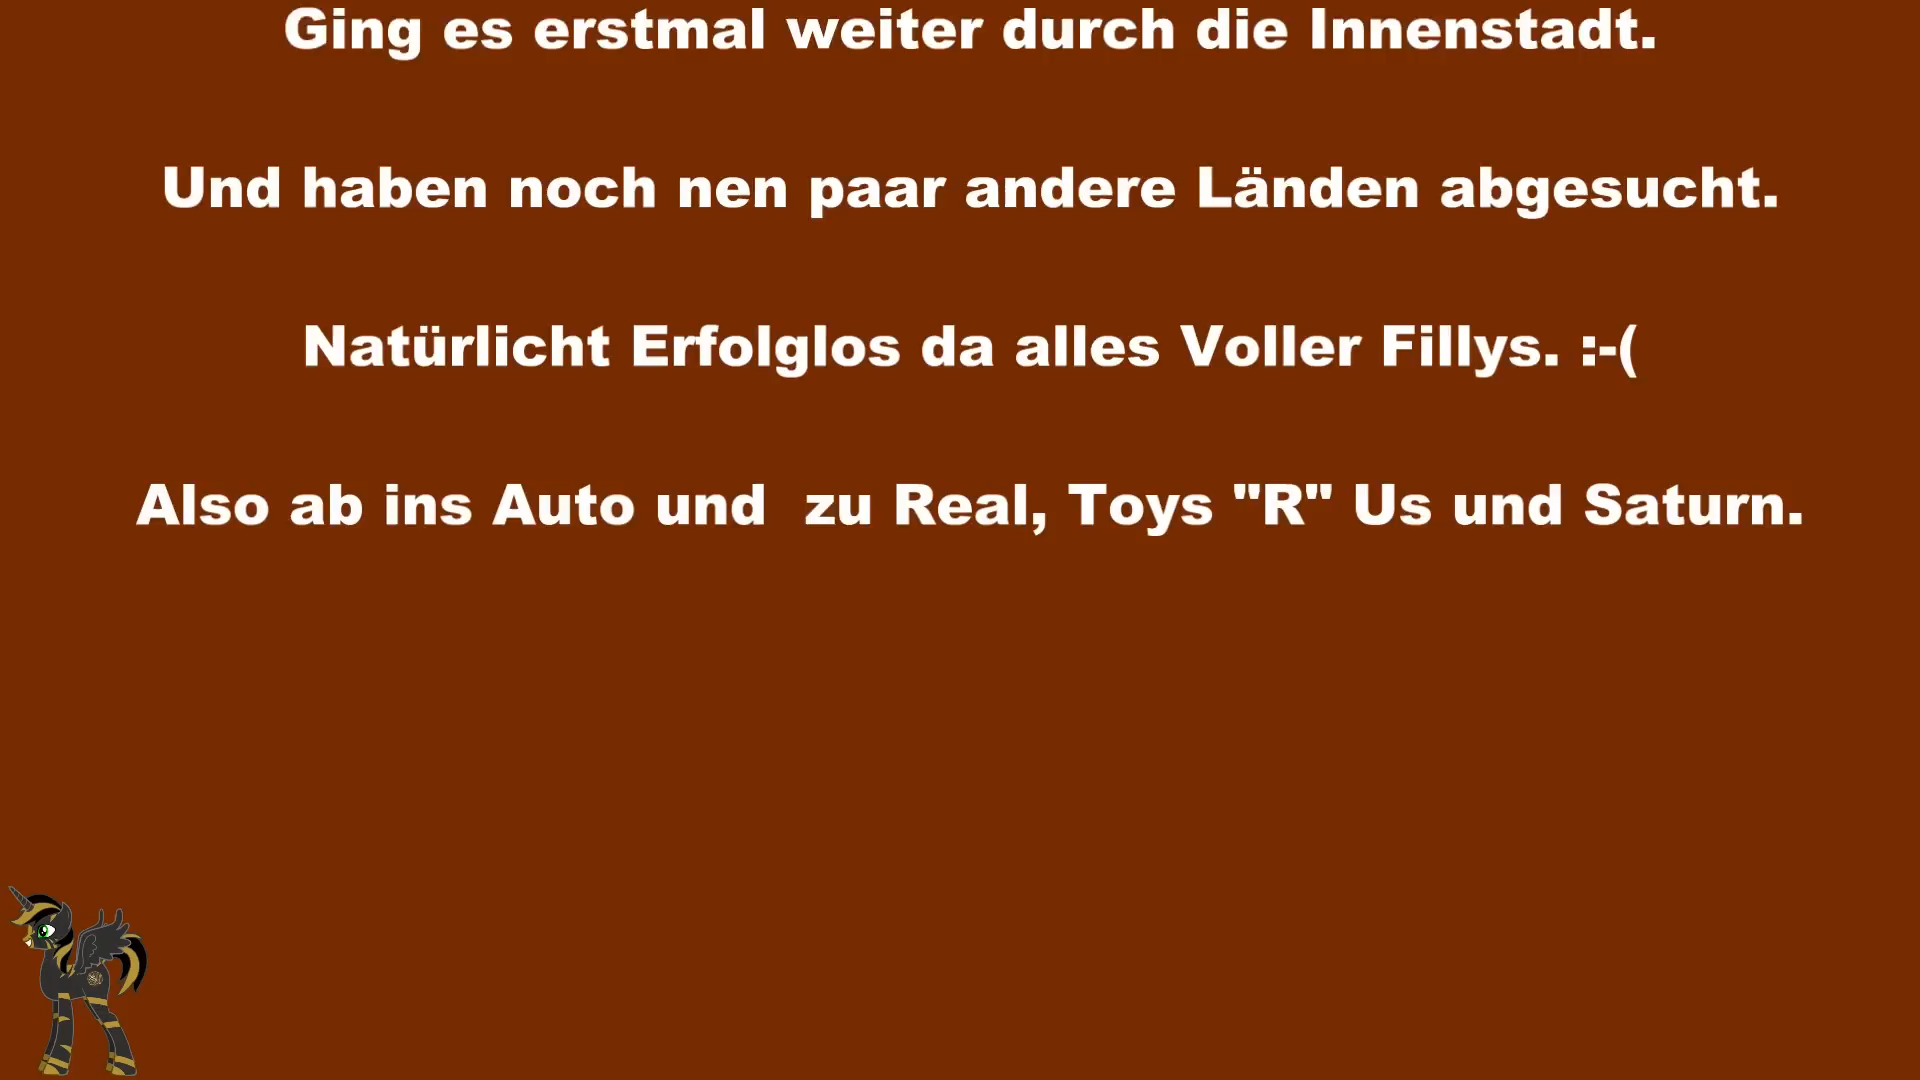 Ging es erstmal weiter durch die Innenstadt.
Und haben noch nen paar andere Länden abgesucht.
Natürlicht Erfolglos da alles Voller Fillys. :-(
Also ab ins Auto und  zu Real, Toys "R" Us und Saturn.